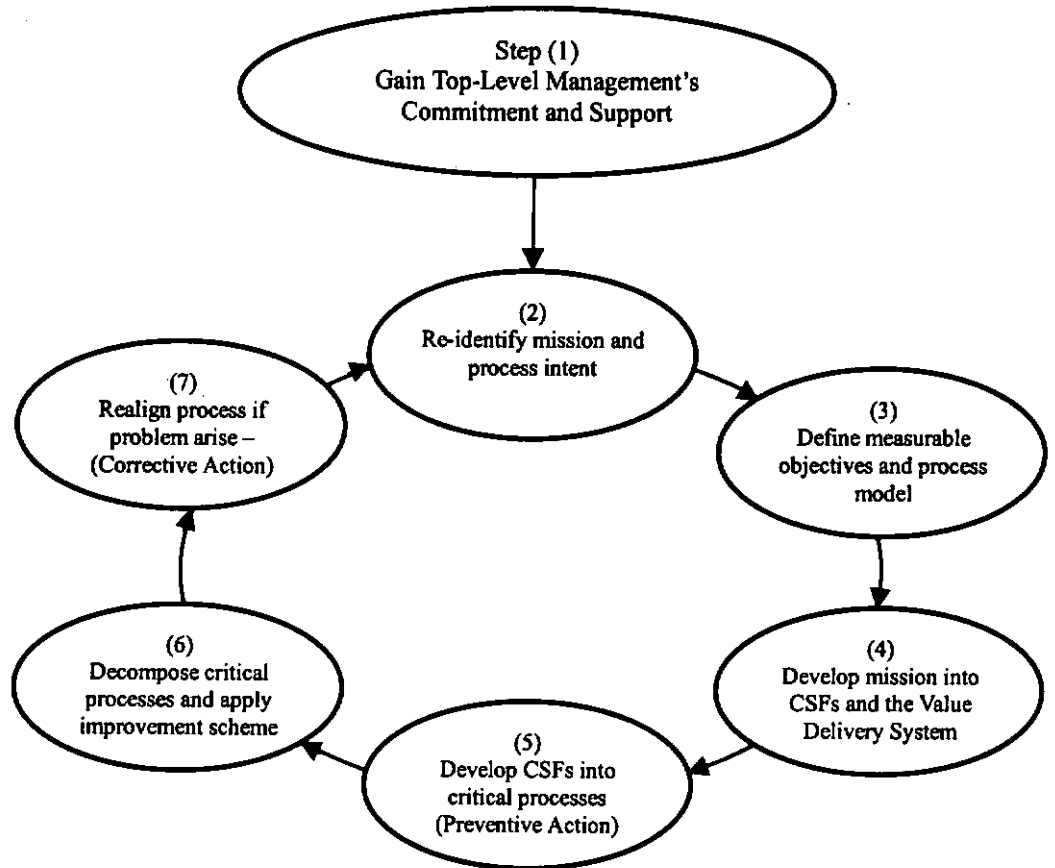 Step (1)
Gain Top-Level Management's
Commitment and Support
(2)
Re-identify mission and
process intent
(3)
Define measurable
objectives and process
model
(4)
Develop mission into
CSFs and the Value
Delivery System
(5)
Develop CSFs into
critical processes
(Preventive Action)
(6)
Decompose critical
processes and apply
improvement scheme
(7)
Realign process if
problem arise –
(Corrective Action)